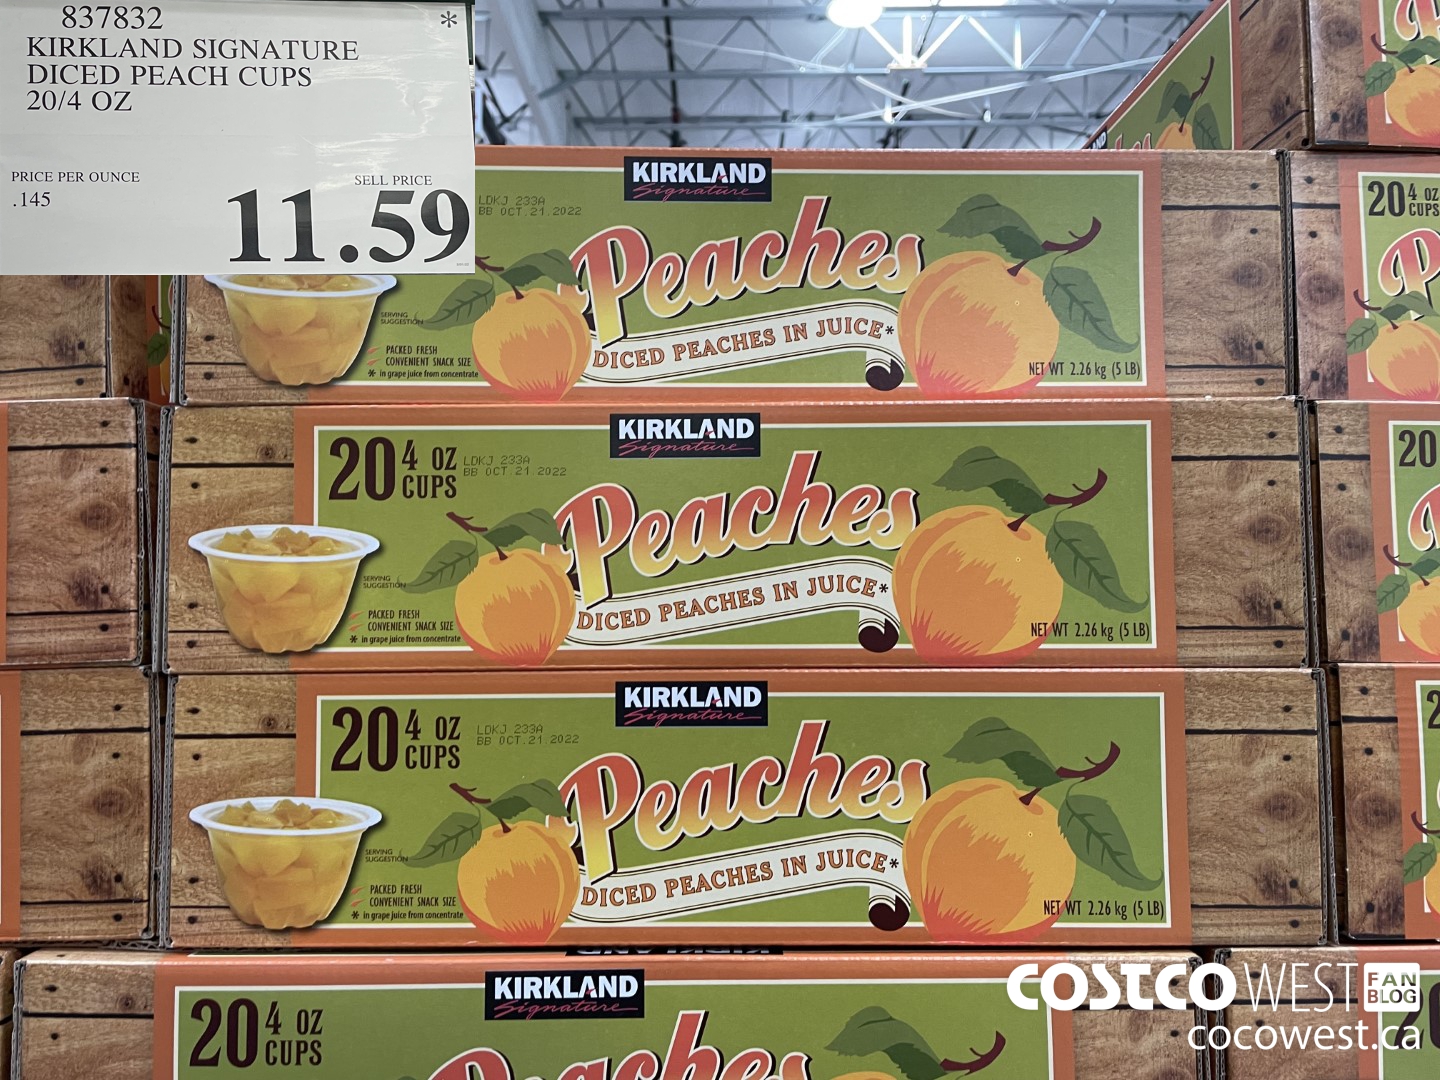 837832
*
KIRKLAND SIGNATURE
DICED PEACH CUPS
20/4 OZ
PRICE PER OUNCE
.145
SELL PRICE
11.59
KIRKLAND
Signature
LDKJ 233A
BB OCT.21.2022
Peaches
DICED PEACHES IN JUICE*
SERVING
SUGGESTION
PACKED FRESH
CONVENIENT SNACK SIZE
* in grape juice from concentrate
NET WT 2.26 kg (5 LB)
20 4 OZ
CUPS
KIRKLAND
Signature
20 4 OZ
CUPS
LDKJ 233A
BB OCT.21.2022
Peaches
DICED PEACHES IN JUICE*
SERVING
SUGGESTION
PACKED FRESH
CONVENIENT SNACK SIZE
* in grape juice from concentrate
NET WT 2.26 kg (5 LB)
20
KIRKLAND
Signature
20 4 OZ
CUPS
LDKJ 233A
BB OCT.21.2022
Peaches
DICED PEACHES IN JUICE*
SERVING
SUGGESTION
PACKED FRESH
CONVENIENT SNACK SIZE
* in grape juice from concentrate
NET WT 2.26 kg (5 LB)
KIRKLAND
Signature
20 4 OZ
CUPS
Peaches
COSTCO WEST FAN
BLOG
cocowest.ca